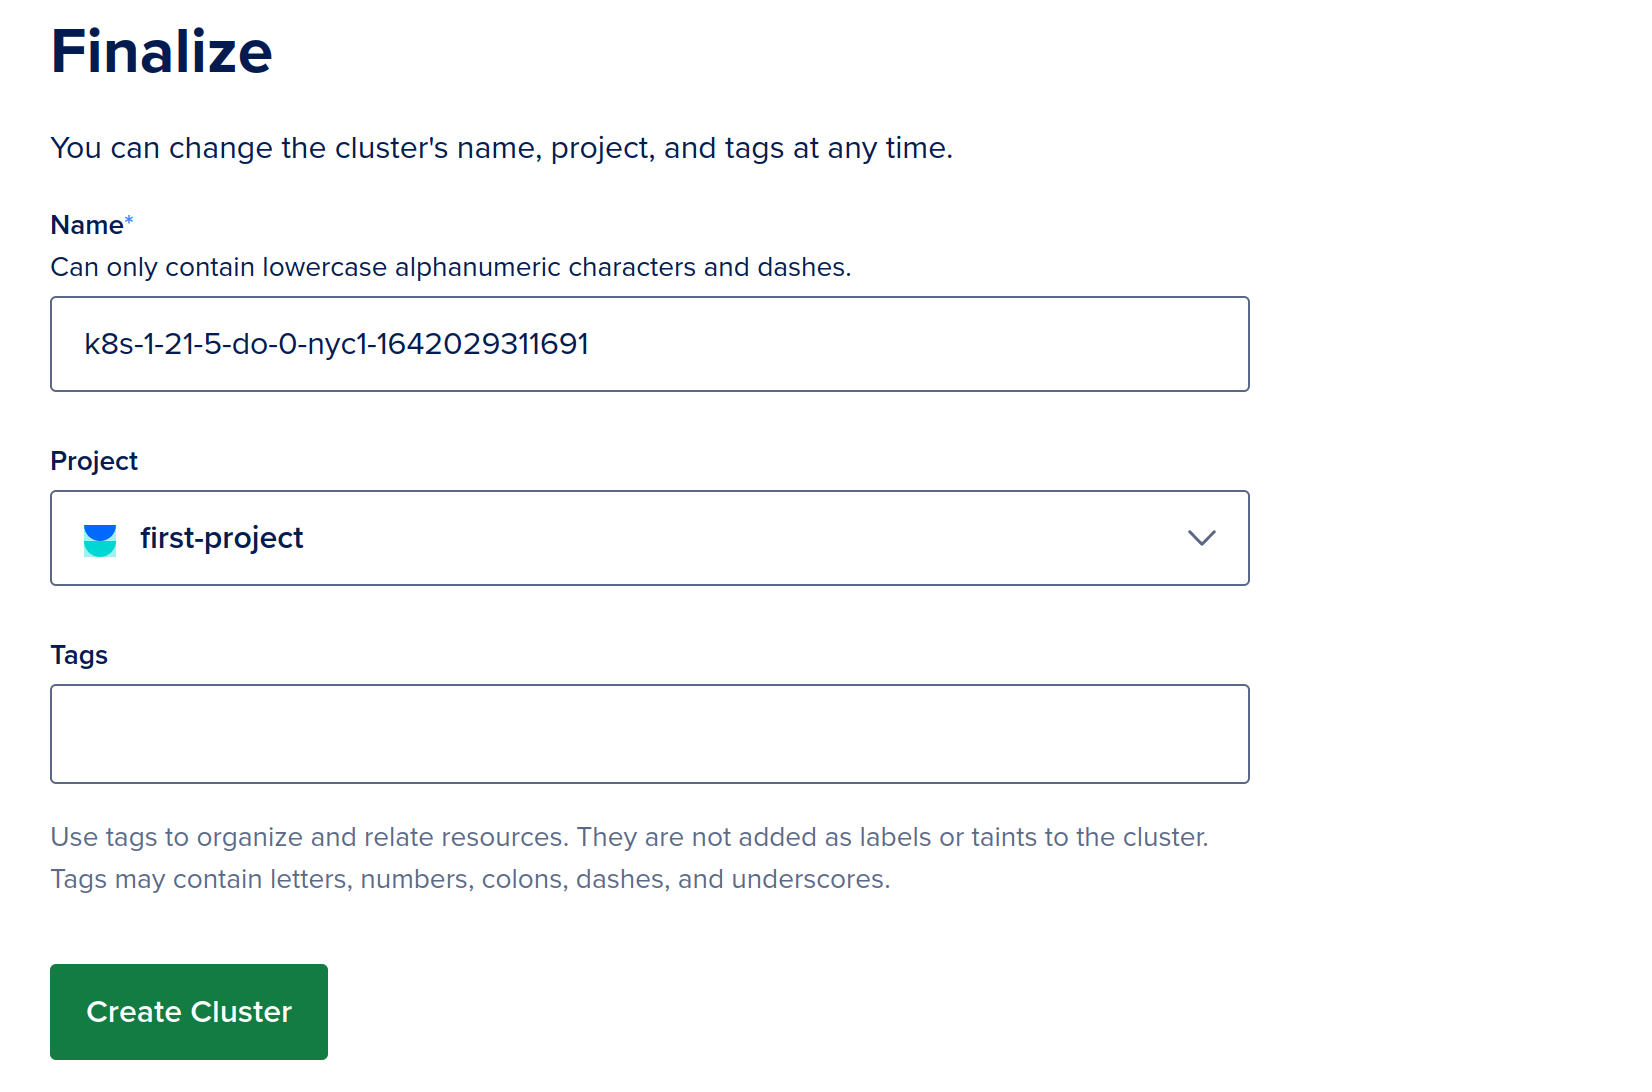 Finalize
You can change the cluster's name, project, and tags at any time.
Name*
Can only contain lowercase alphanumeric characters and dashes.
k8s-1-21-5-do-0-nyc1-1642029311691
Project
first-project
Tags
Use tags to organize and relate resources. They are not added as labels or taints to the cluster.
Tags may contain letters, numbers, colons, dashes, and underscores.
Create Cluster